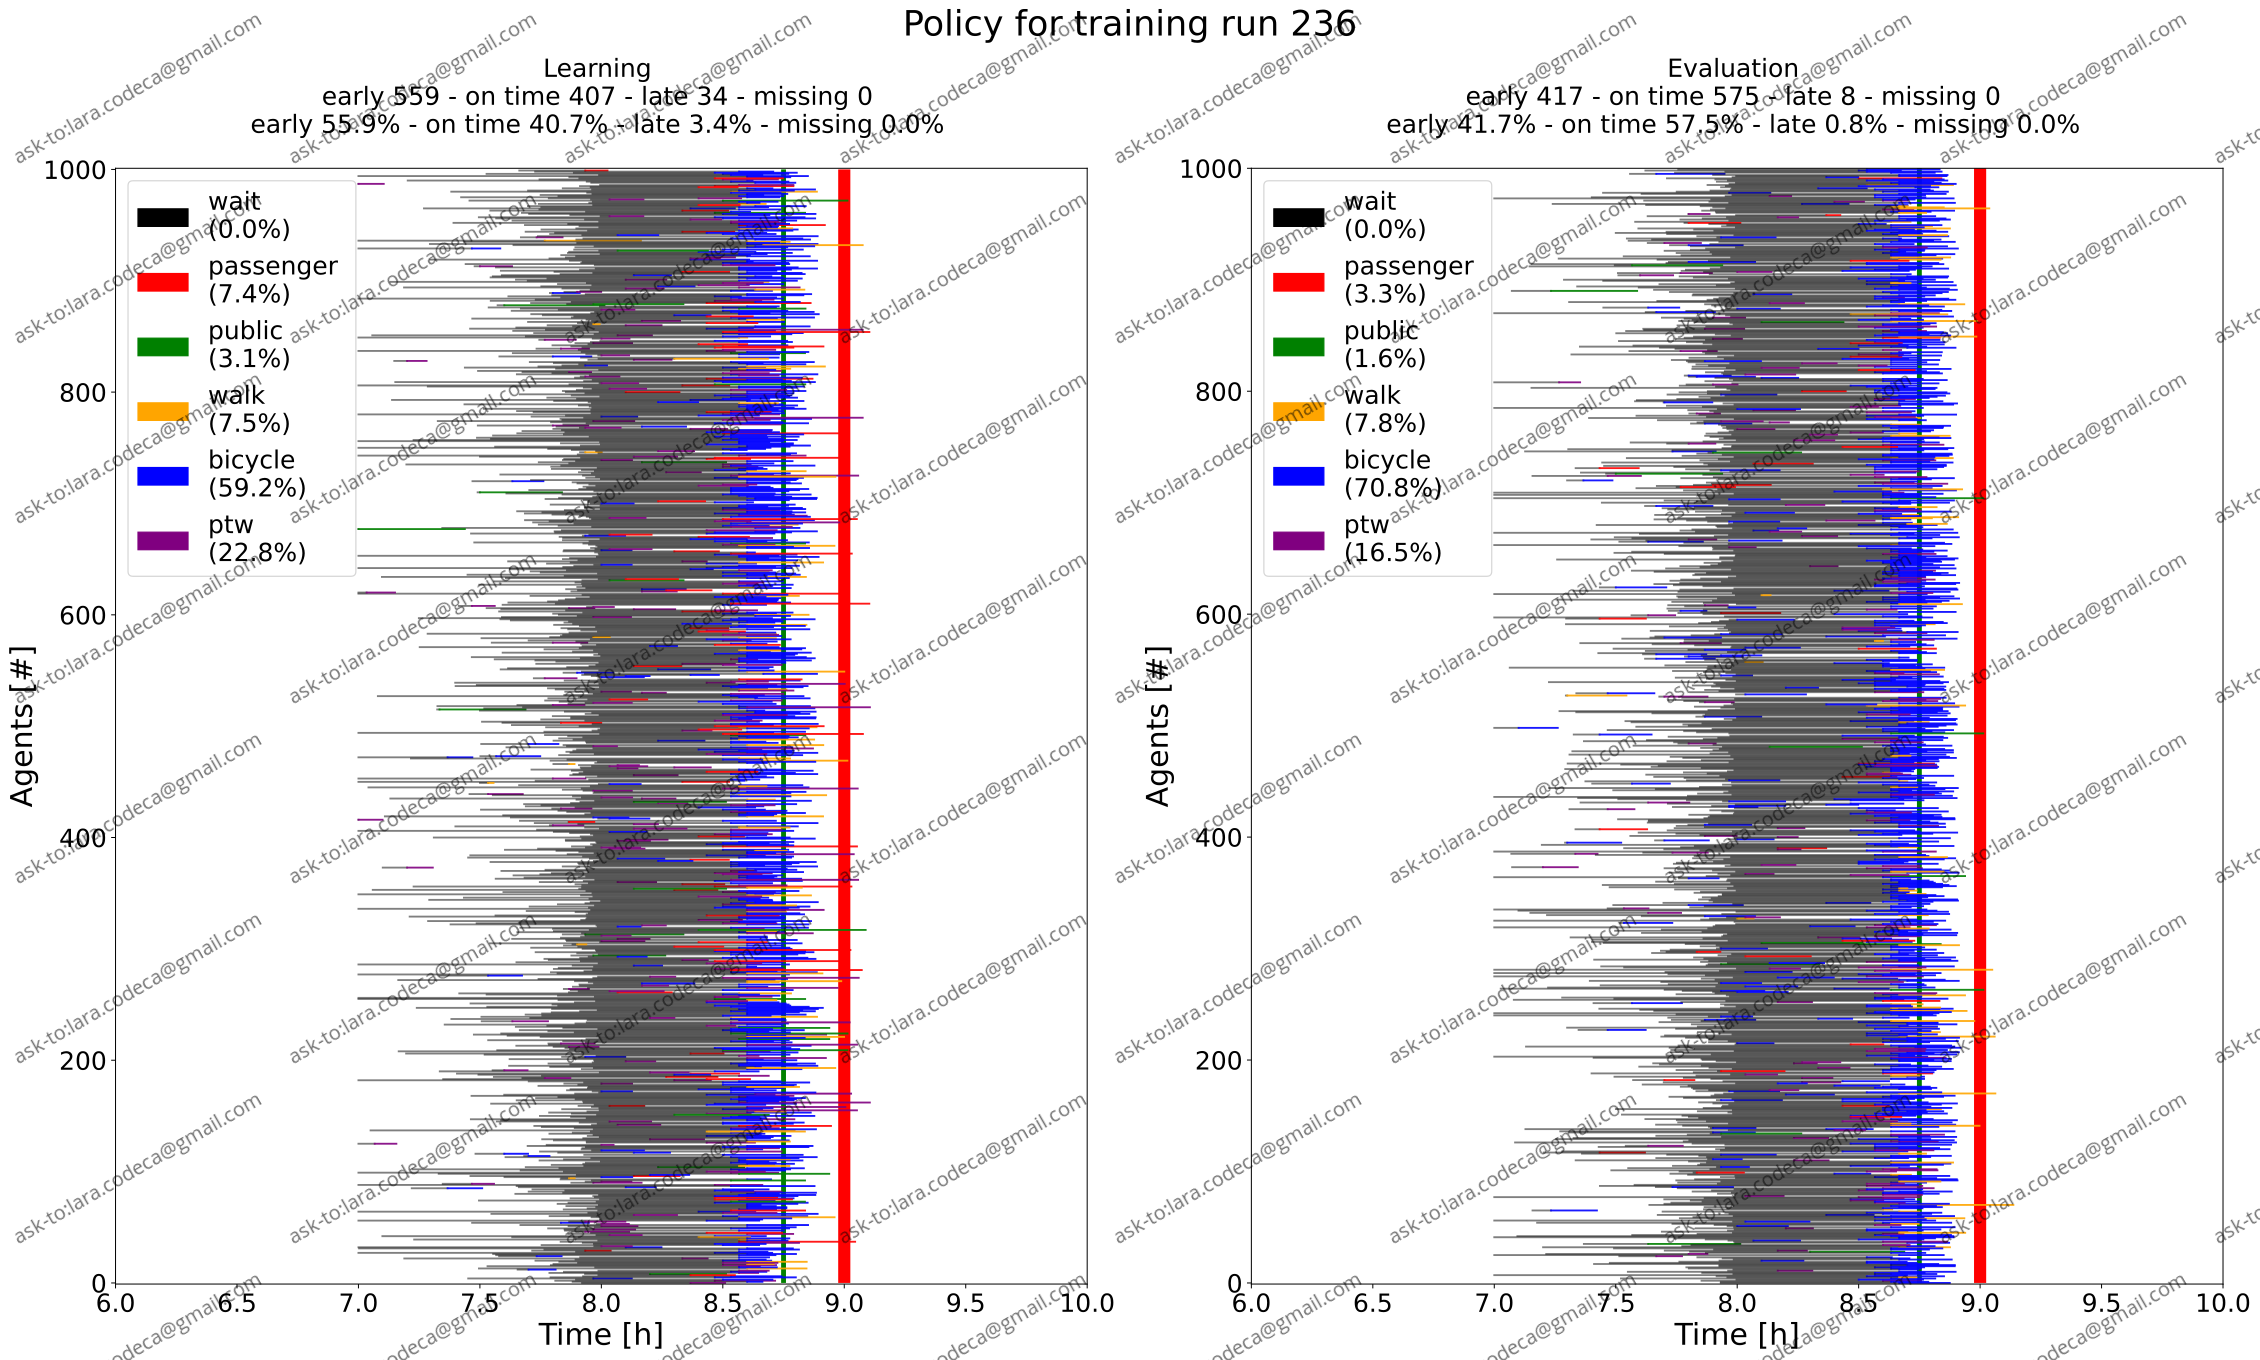 Policy for training run 236
Learning
early 559 - on time 407 - late 34 - missing 0
early 55.9% - on time 40.7% - late 3.4% - missing 0.0%
Evaluation
early 417 - on time 575 - late 8 - missing 0
early 41.7% - on time 57.5% - late 0.8% - missing 0.0%
1000
800
600
400
200
0
Agents [#]
wait
(0.0%)
passenger
(7.4%)
public
(3.1%)
walk
(7.5%)
bicycle
(59.2%)
ptw
(22.8%)
6.0 6.5 7.0 7.5 8.0 8.5 9.0 9.5 10.0
Time [h]
1000
800
600
400
200
0
Agents [#]
wait
(0.0%)
passenger
(3.3%)
public
(1.6%)
walk
(7.8%)
bicycle
(70.8%)
ptw
(16.5%)
6.0 6.5 7.0 7.5 8.0 8.5 9.0 9.5 10.0
Time [h]
ask-to:lara.codeca@gmail.com